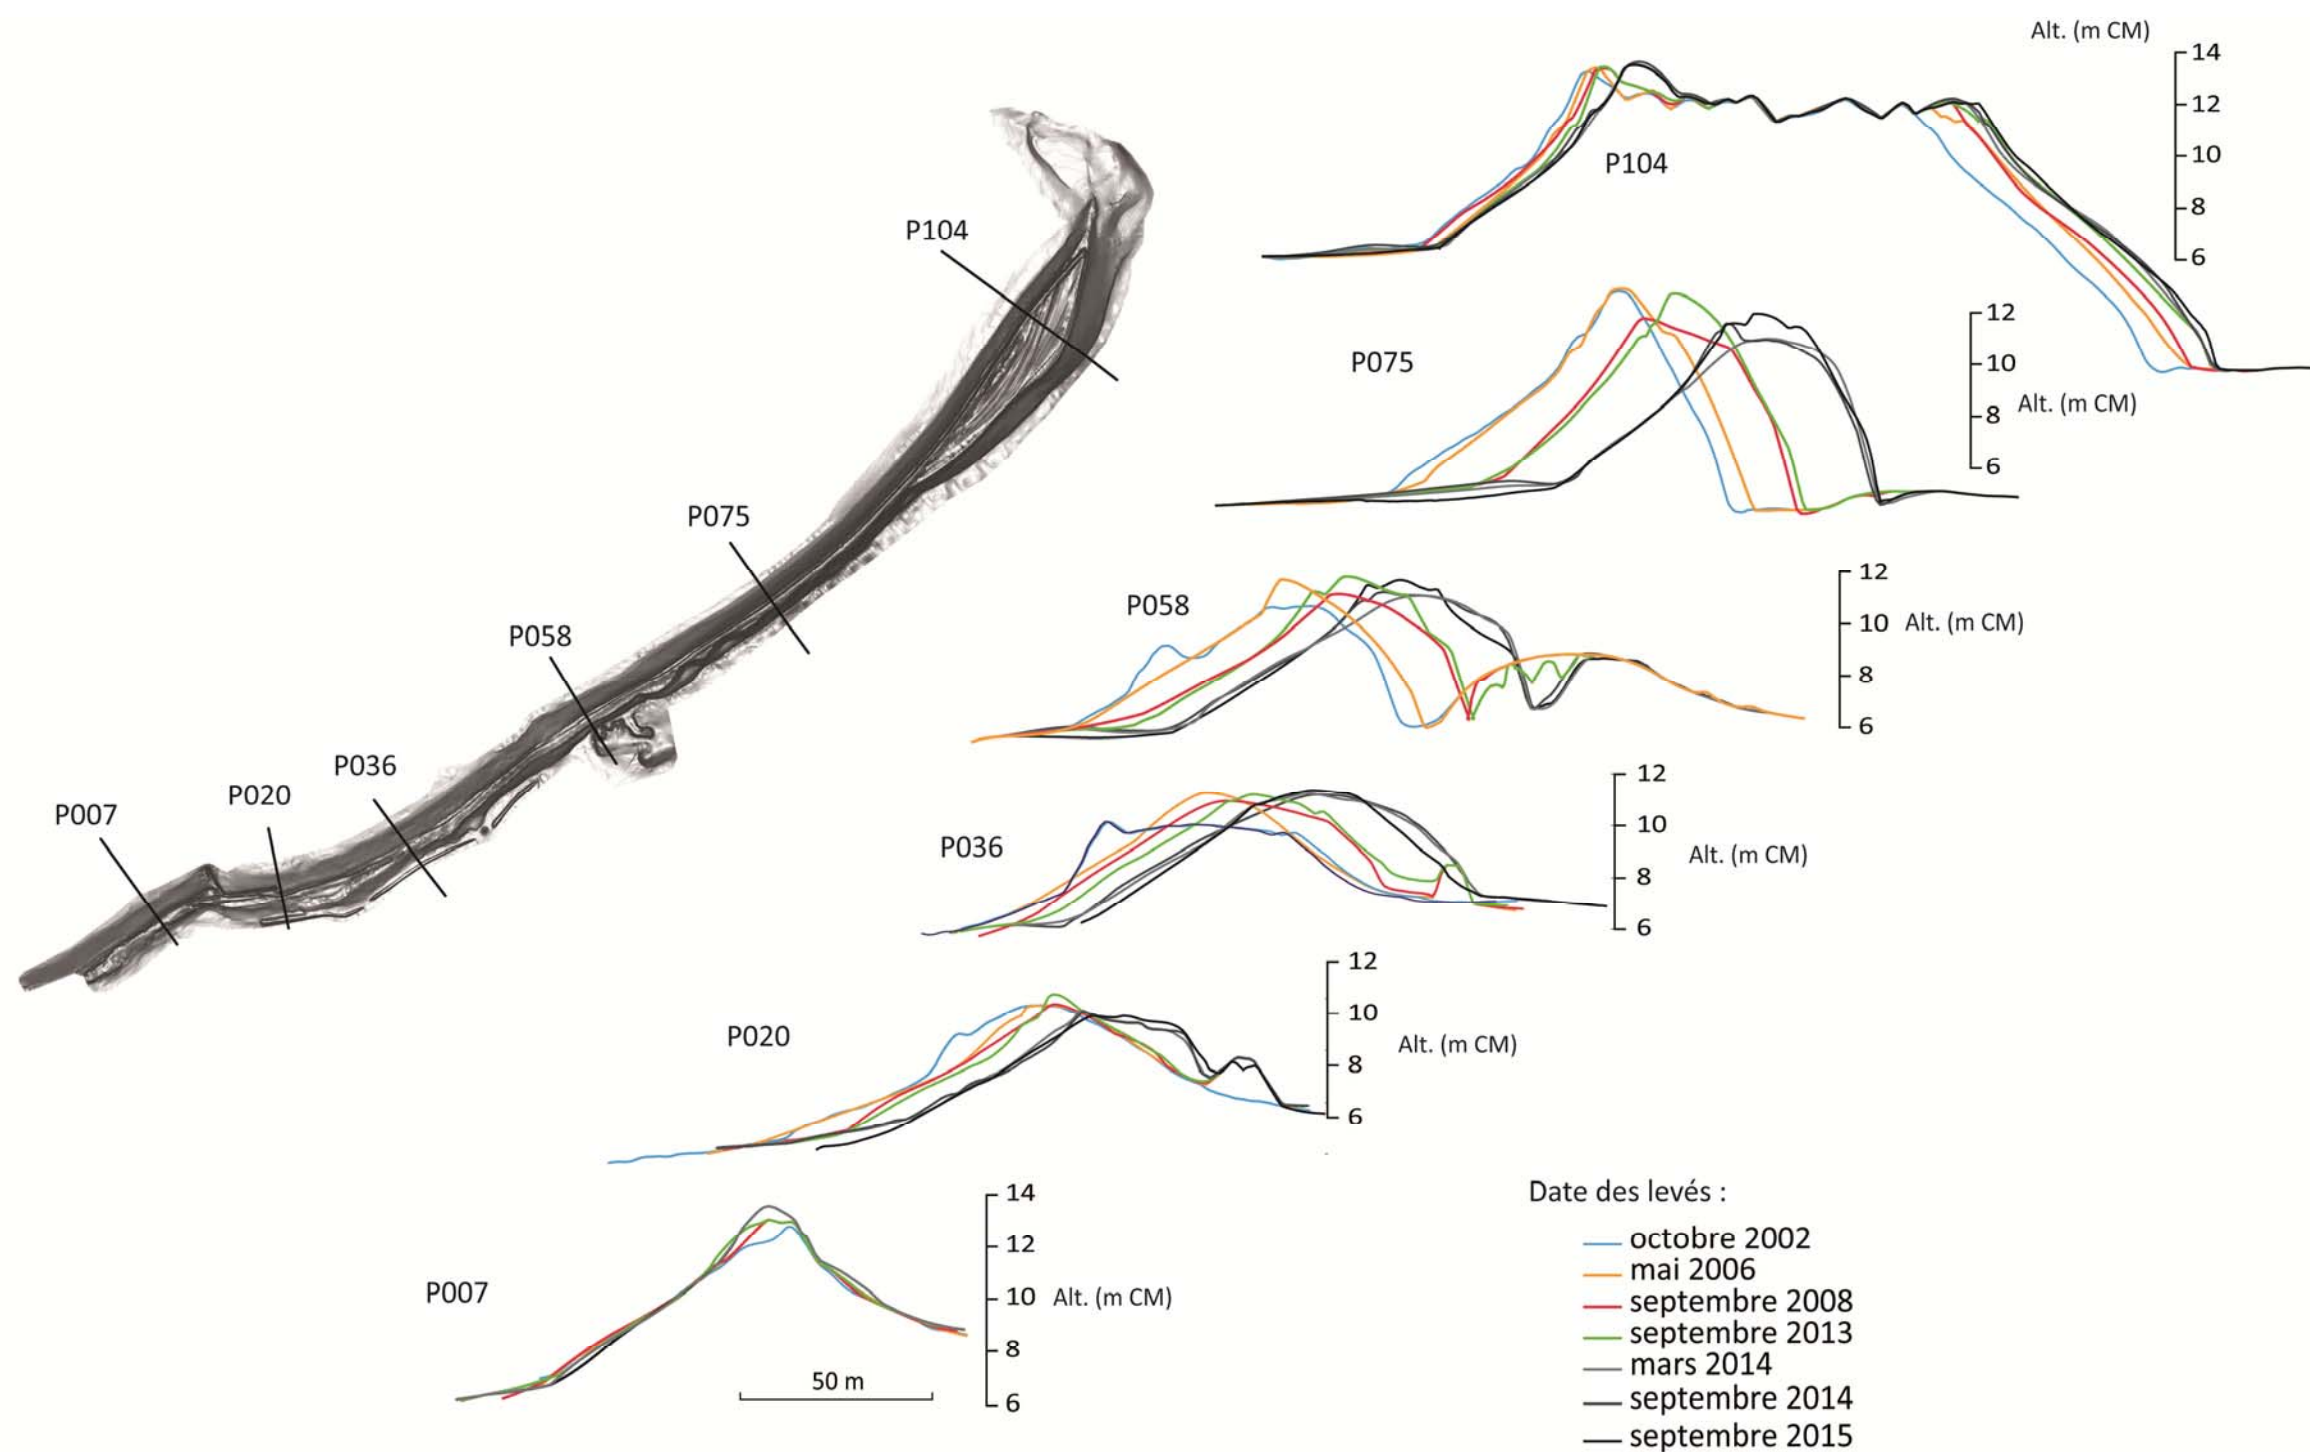 Alt. (m CM)
14
12
10
8
6
P104
P104
12
10
8
6
Alt. (m CM)
P075
P075
12
10
8
6
Alt. (m CM)
P058
P058
12
10
8
6
Alt. (m CM)
P036
P036
P020
P007
12
10
8
6
Alt. (m CM)
P020
14
12
10
8
6
Alt. (m CM)
P007
50 m
Date des levés :
octobre 2002
mai 2006
septembre 2008
septembre 2013
mars 2014
septembre 2014
septembre 2015